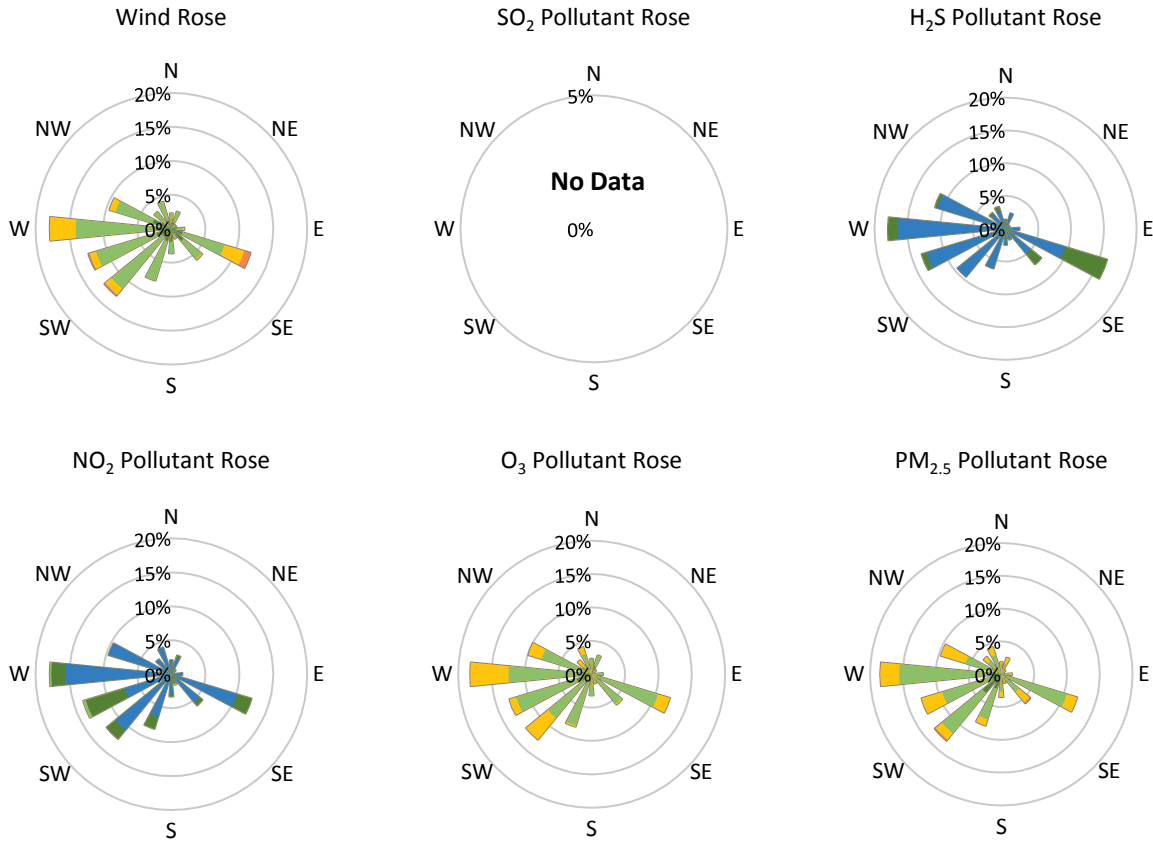 Wind Rose
N
20%
NW
NE
15%
10%
5%
W
0%
E
SW
SE
S
SO₂ Pollutant Rose
N
5%
NW
NE
No Data
W
0%
E
SW
SE
S
H₂S Pollutant Rose
N
20%
NW
NE
15%
10%
5%
W
0%
E
SW
SE
S
NO₂ Pollutant Rose
N
20%
NW
NE
15%
10%
5%
W
0%
E
SW
SE
S
O₃ Pollutant Rose
N
20%
NW
NE
15%
10%
5%
W
0%
E
SW
SE
S
PM₂.₅ Pollutant Rose
N
20%
NW
NE
15%
10%
5%
W
0%
E
SW
SE
S